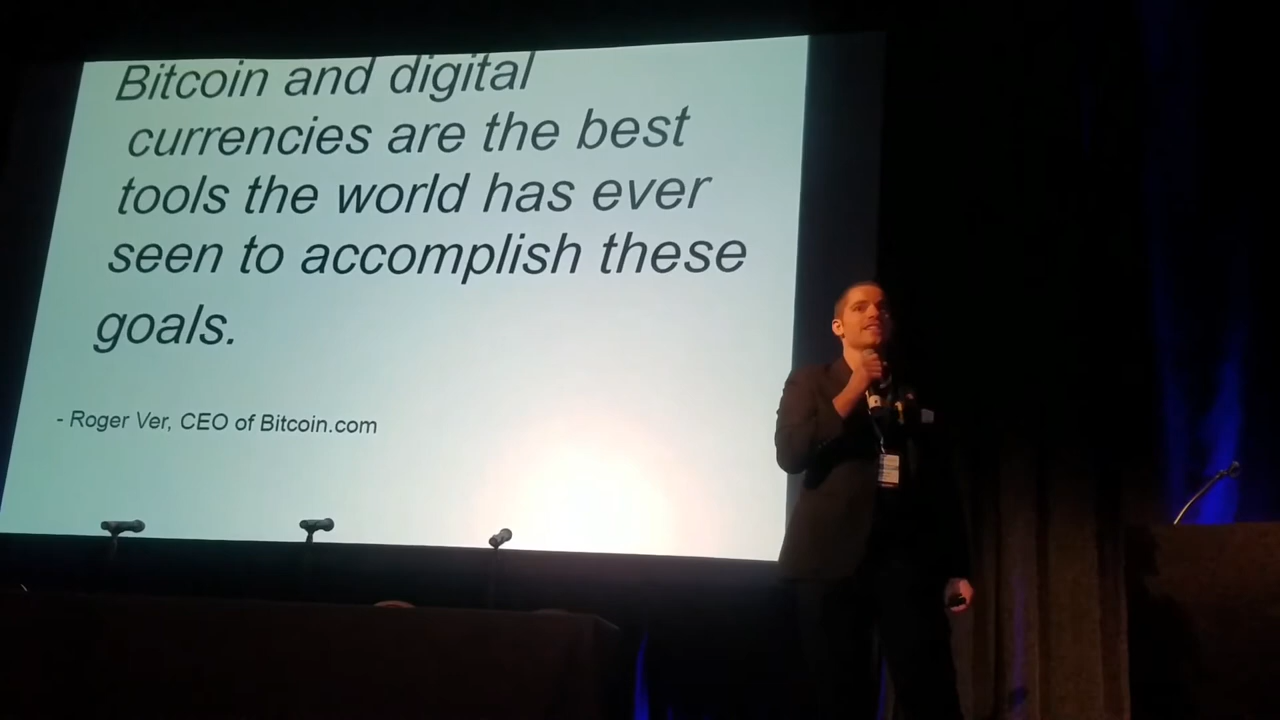 Bitcoin and digital
currencies are the best
tools the world has ever
seen to accomplish these
goals.
- Roger Ver, CEO of Bitcoin.com